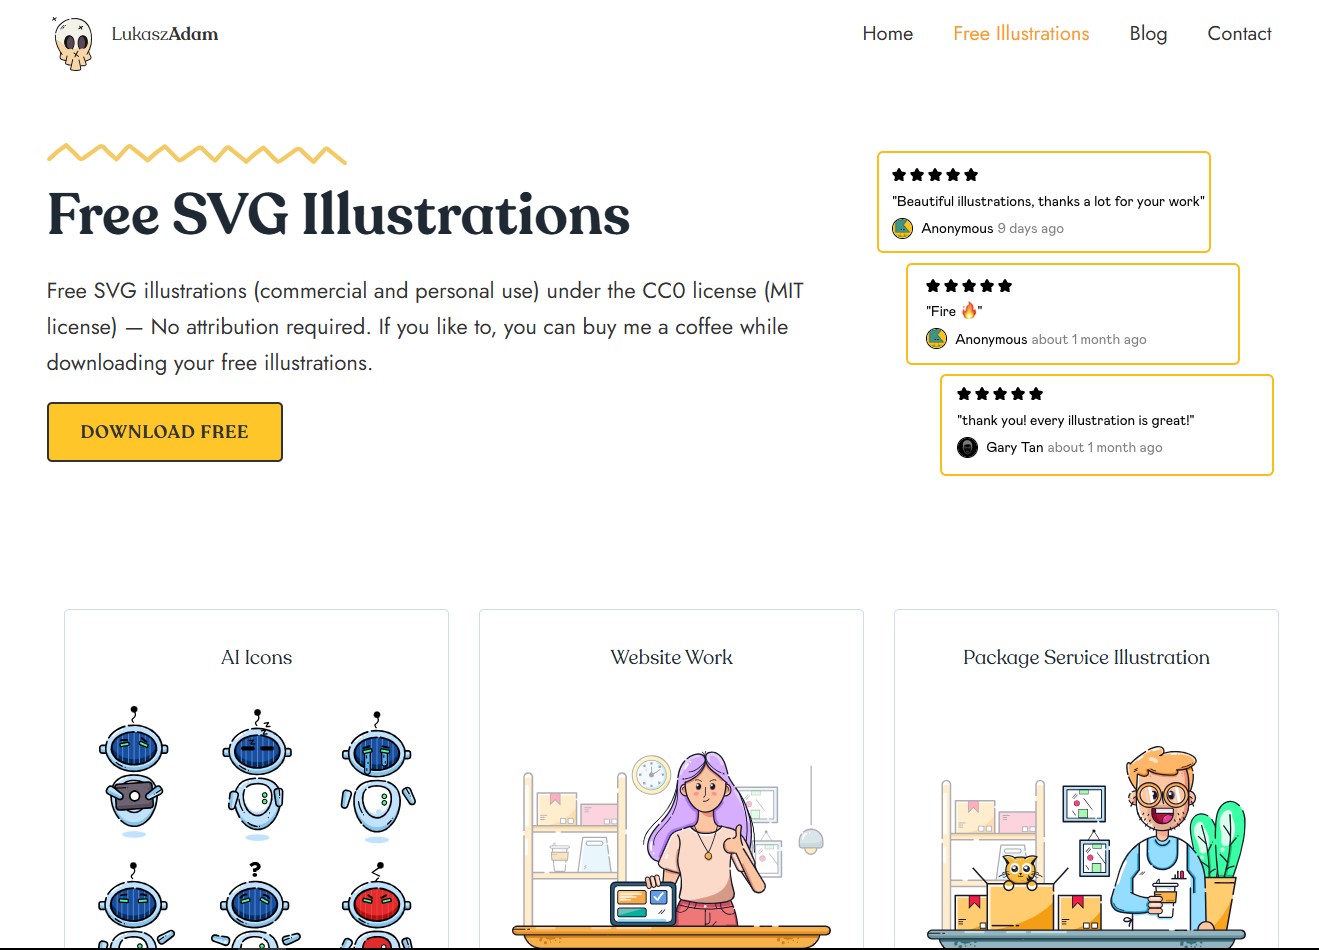 LukaszAdam
Home Free Illustrations Blog Contact
Free SVG Illustrations
Free SVG illustrations (commercial and personal use) under the CC0 license (MIT
license) — No attribution required. If you like to, you can buy me a coffee while
downloading your free illustrations.
DOWNLOAD FREE
"Beautiful illustrations, thanks a lot for your work"
Anonymous 9 days ago
"Fire 🔥"
Anonymous about 1 month ago
"thank you! every illustration is great!"
Gary Tan about 1 month ago
AI Icons
z
z
z
?
Website Work
Package Service Illustration